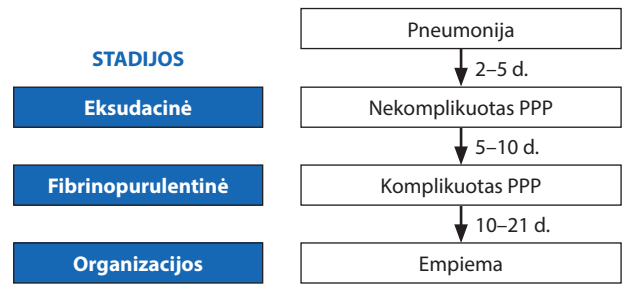 Pneumonija
STADIJOS
2–5 d.
Eksudacinė
Nekomplikuotas PPP
5–10 d.
Fibrinopurulentinė
Komplikuotas PPP
10–21 d.
Organizacijos
Empiema